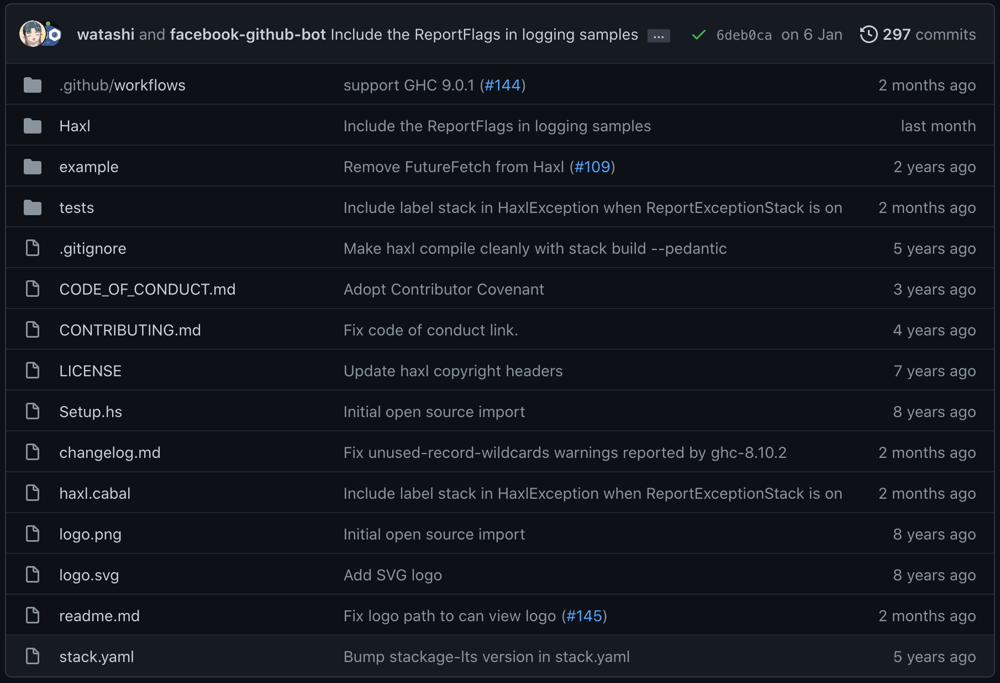 watashi and facebook-github-bot Include the ReportFlags in logging samples ... 6deb0ca on 6 Jan 297 commits
.github/workflows support GHC 9.0.1 (#144) 2 months ago
Haxl Include the ReportFlags in logging samples last month
example Remove FutureFetch from Haxl (#109) 2 years ago
tests Include label stack in HaxlException when ReportExceptionStack is on 2 months ago
.gitignore Make haxl compile cleanly with stack build --pedantic 5 years ago
CODE_OF_CONDUCT.md Adopt Contributor Covenant 3 years ago
CONTRIBUTING.md Fix code of conduct link. 4 years ago
LICENSE Update haxl copyright headers 7 years ago
Setup.hs Initial open source import 8 years ago
changelog.md Fix unused-record-wildcards warnings reported by ghc-8.10.2 2 months ago
haxl.cabal Include label stack in HaxlException when ReportExceptionStack is on 2 months ago
logo.png Initial open source import 8 years ago
logo.svg Add SVG logo 8 years ago
readme.md Fix logo path to can view logo (#145) 2 months ago
stack.yaml Bump stackage-lts version in stack.yaml 5 years ago